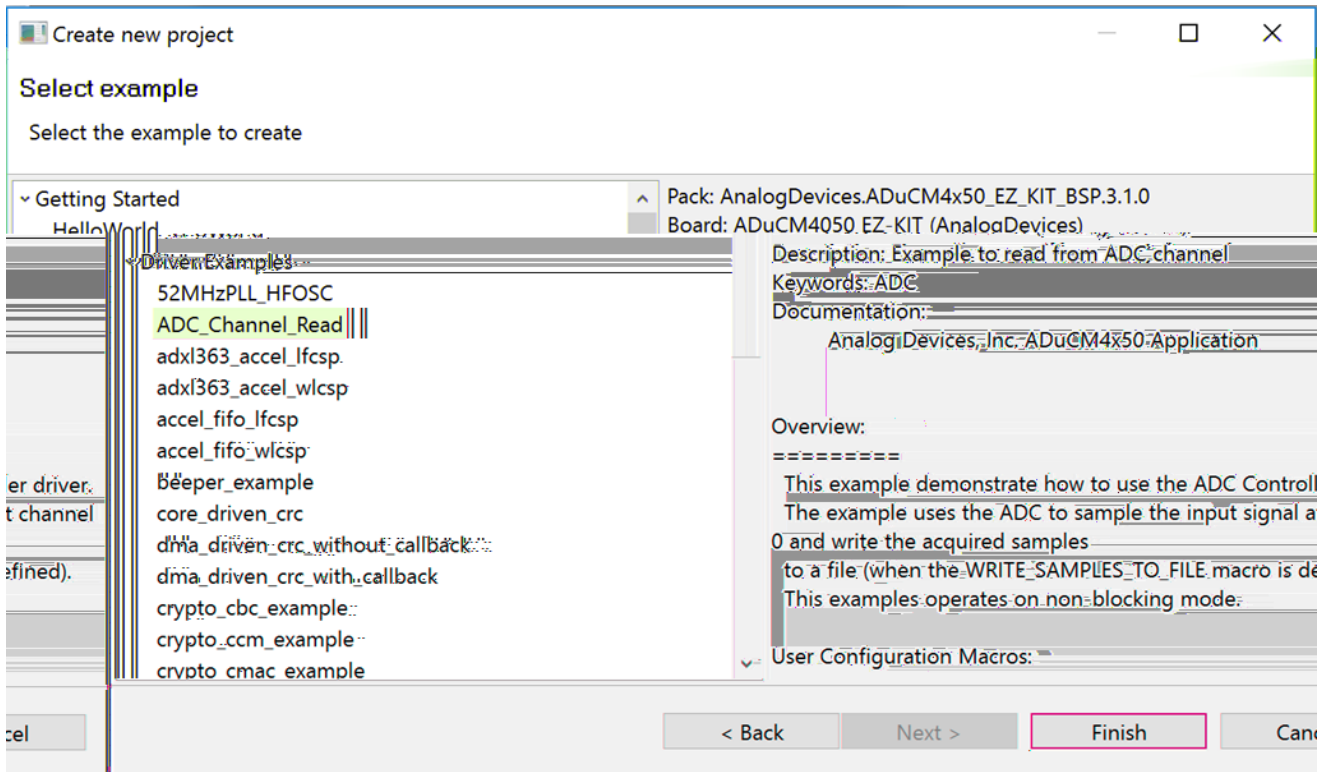 Create new project
Select example
Select the example to create
Getting Started
HelloWorld
Driver Examples
52MHzPLL_HFOSC
ADC_Channel_Read
adxl363_accel_lfcsp
adxl363_accel_wlcsp
accel_fifo_lfcsp
accel_fifo_wlcsp
beeper_example
core_driven_crc
dma_driven_crc_without_callback
dma_driven_crc_with_callback
crypto_cbc_example
crypto_ccm_example
crypto_cmac_example
Pack: AnalogDevices.ADuCM4x50_EZ_KIT_BSP.3.1.0
Board: ADuCM4050 EZ-KIT (AnalogDevices)
Description: Example to read from ADC channel
Keywords: ADC
Documentation:
Analog Devices, Inc. ADuCM4x50 Application
Overview:
=========
This example demonstrate how to use the ADC Controll
er driver.
The example uses the ADC to sample the input signal a
t channel
0 and write the acquired samples
to a file (when the WRITE_SAMPLES_TO_FILE macro is de
efined).
This examples operates on non-blocking mode.
User Configuration Macros:
< Back
Next >
Finish
Canc
cel